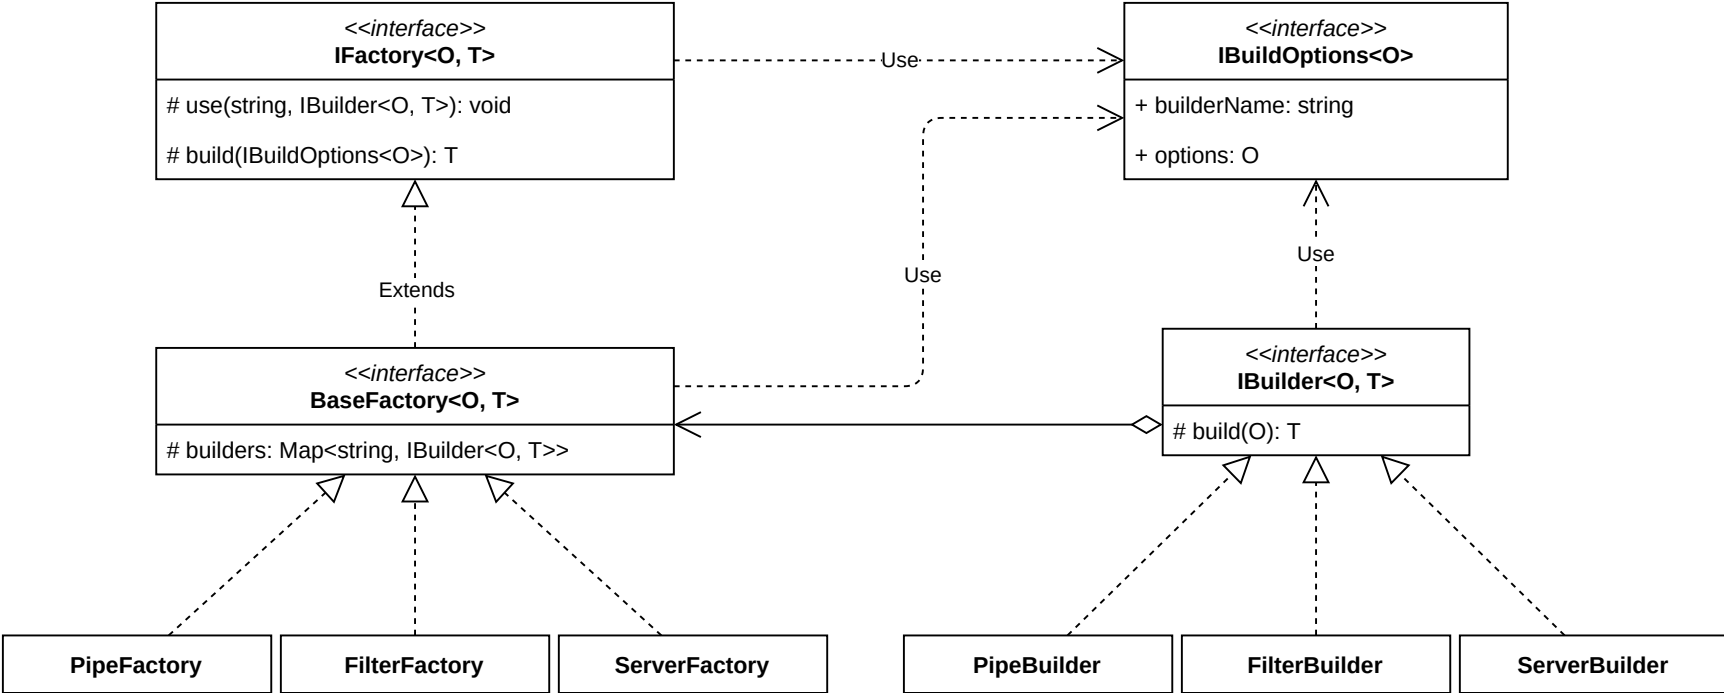 <<interface>>
IFactory<O, T>
# use(string, IBuilder<O, T>): void
# build(IBuildOptions<O>): T
Use
<<interface>>
IBuildOptions<O>
+ builderName: string
+ options: O
Extends
Use
Use
<<interface>>
BaseFactory<O, T>
# builders: Map<string, IBuilder<O, T>>
<<interface>>
IBuilder<O, T>
# build(O): T
PipeFactory
FilterFactory
ServerFactory
PipeBuilder
FilterBuilder
ServerBuilder